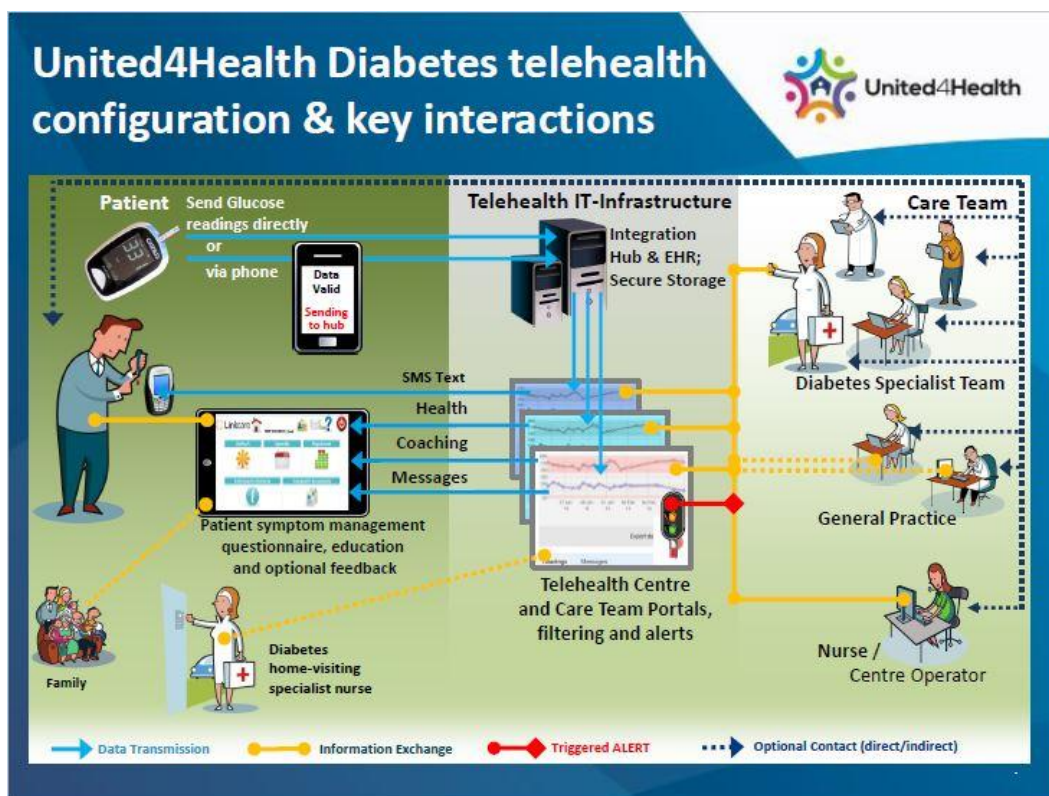 United4Health Diabetes telehealth
configuration & key interactions
United4Health
Patient
Send Glucose
readings directly
or
via phone
Data
Valid
Sending
to hub
Telehealth IT-Infrastructure
Integration
Hub & EHR;
Secure Storage
Care Team
Diabetes Specialist Team
SMS Text
Health
Coaching
Messages
Patient symptom management
questionnaire, education
and optional feedback
Messages
Telehealth Centre
and Care Team Portals,
filtering and alerts
General Practice
Nurse /
Centre Operator
Family
Diabetes
home-visiting
specialist nurse
Data Transmission
Information Exchange
Triggered ALERT
Optional Contact (direct/indirect)